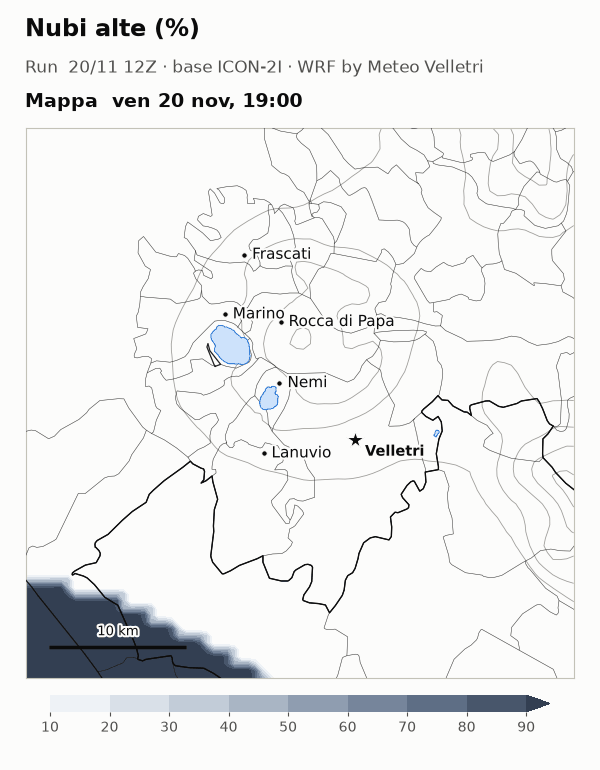 Nubi alte (%)
Run  20/11 12Z · base ICON-2I · WRF by Meteo Velletri
Mappa  ven 20 nov, 19:00
Frascati
Marino
Rocca di Papa
Nemi
Velletri
Lanuvio
10 km
10 20 30 40 50 60 70 80 90